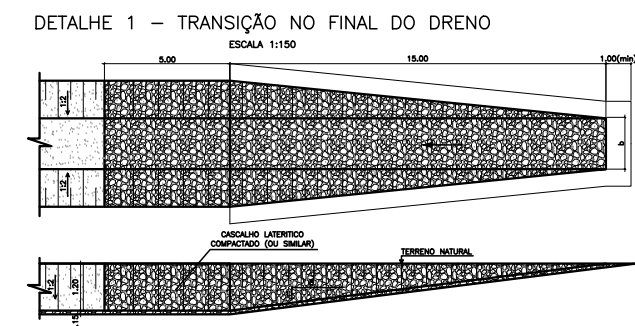 DETALHE 1 – TRANSIÇÃO NO FINAL DO DRENO
ESCALA 1:150
5.00
15.00
1.00(min)
1:2
b
1:2
CASCALHO LATERITICO
COMPACTADO (OU SIMILAR)
TERRENO NATURAL
1:2
1.20
.15